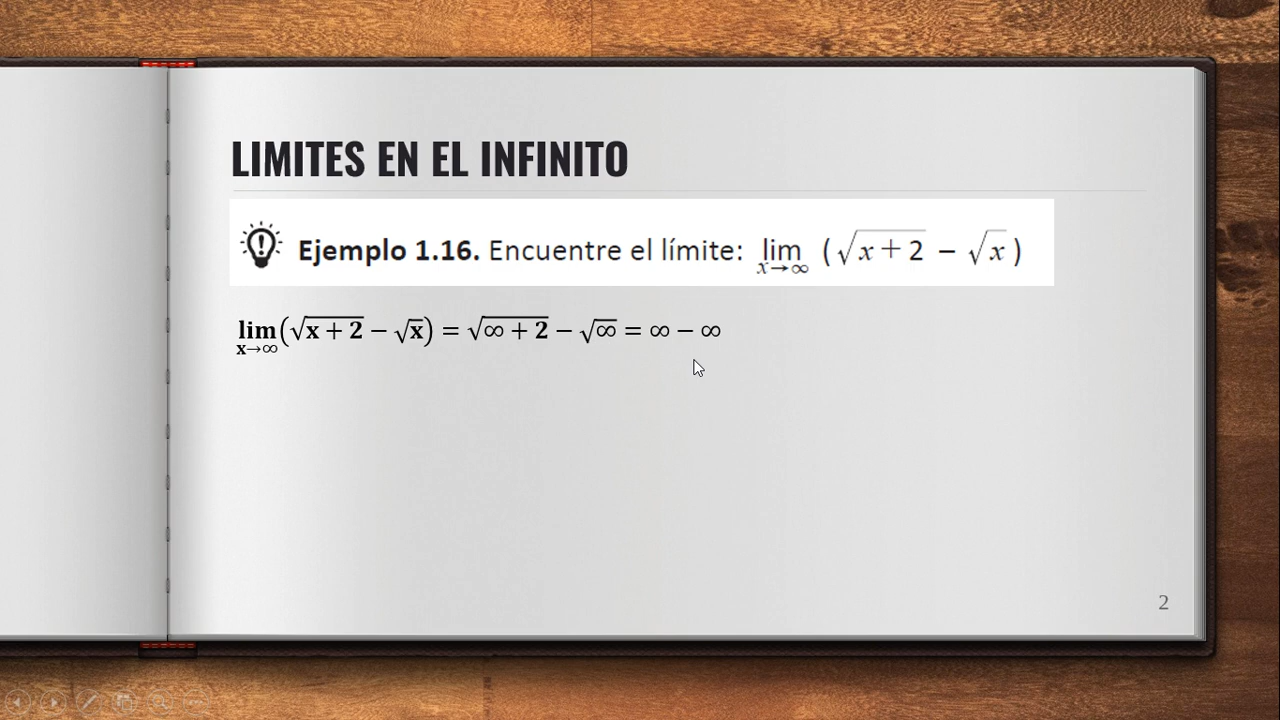 LIMITES EN EL INFINITO
Ejemplo 1.16. Encuentre el límite: lim x→∞ (√(x + 2) − √x)
lim x→∞ (√(x + 2) − √x) = √(∞ + 2) − √∞ = ∞ − ∞
2